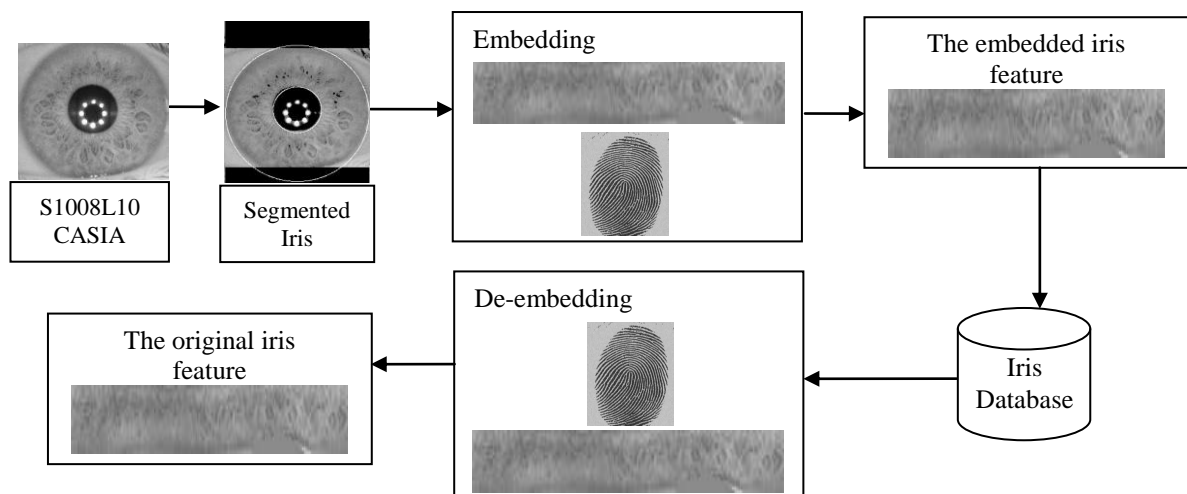 Embedding
The embedded iris
feature
S1008L10
CASIA
Segmented
Iris
De-embedding
The original iris
feature
Iris
Database